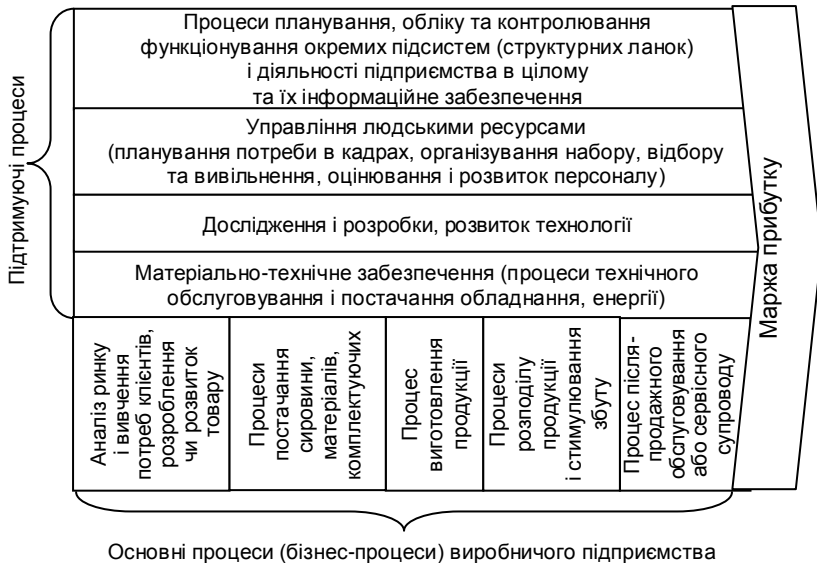 Підтримуючі процеси
Процеси планування, обліку та контролювання
функціонування окремих підсистем (структурних ланок)
і діяльності підприємства в цілому
та їх інформаційне забезпечення
Управління людськими ресурсами
(планування потреби в кадрах, організування набору, відбору
та вивільнення, оцінювання і розвиток персоналу)
Дослідження і розробки, розвиток технології
Матеріально-технічне забезпечення (процеси технічного
обслуговування і постачання обладнання, енергії)
Аналіз ринку
і вивчення
потреб клієнтів,
розроблення
чи розвиток
товару
Процеси
постачання
сировини,
матеріалів,
комплектуючих
Процес
виготовлення
продукції
Процеси
розподілу
продукції
і стимулювання
збуту
Процес після-
продажного
обслуговування
або сервісного
супроводу
Маржа прибутку
Основні процеси (бізнес-процеси) виробничого підприємства